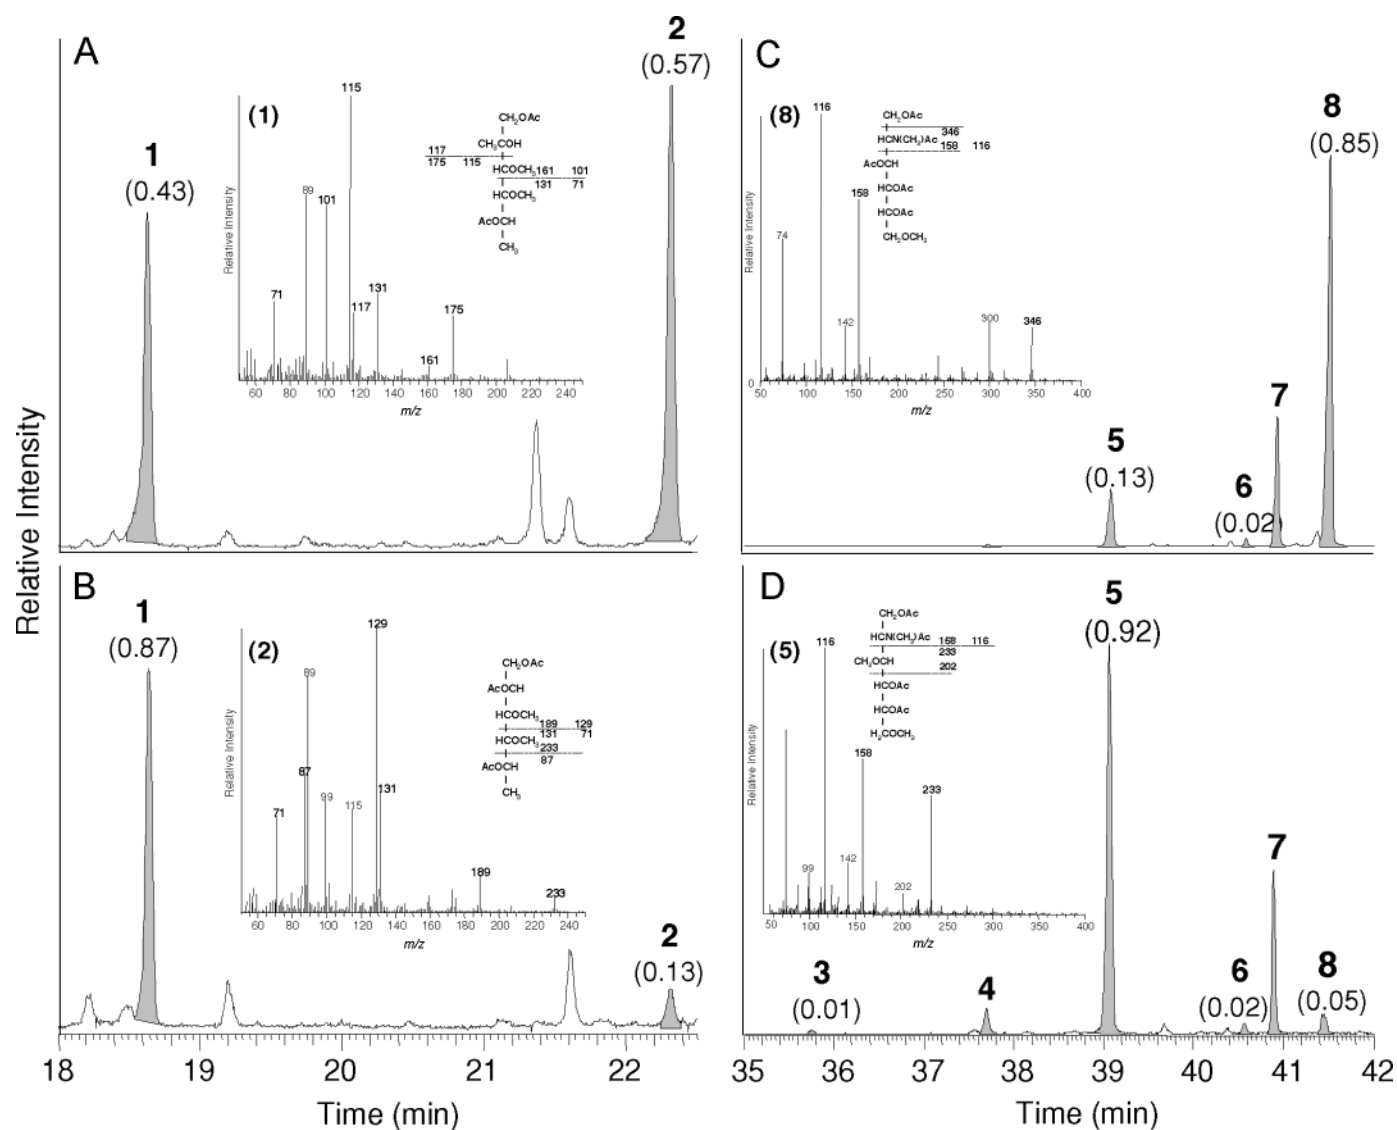 A
1
(0.43)
2
(0.57)
(1)
115
89
101
71
117
131
161
175
CH2OAc
CH3COH
117
175 115
HCOCH3 161 101
131 71
HCOCH3
AcOCH
CH3
Relative Intensity
60 80 100 120 140 160 180 200 220 240
m/z
B
1
(0.87)
2
(0.13)
(2)
129
89
87
99
115
131
71
189
233
CH2OAc
AcOCH
HCOCH3
189 129
131 71
HCOCH3
233
87
AcOCH
CH3
Relative Intensity
60 80 100 120 140 160 180 200 220 240
m/z
Relative Intensity
18 19 20 21 22
Time (min)
C
8
(0.85)
7
5
(0.13)
6
(0.02)
(8)
116
158
74
142
300
346
CH2OAc
346
HCN(CH3)Ac
158 116
AcOCH
HCOAc
HCOAc
CH2OCH3
Relative Intensity
0
50 100 150 200 250 300 350 400
m/z
D
5
(0.92)
3
(0.01)
4
6
(0.02)
7
8
(0.05)
(5)
116
158
233
99
142
202
CH2OAc
HCN(CH3)Ac 158 116
233
CH3OCH
202
HCOAc
HCOAc
H2COCH3
Relative Intensity
50 100 150 200 250 300 350 400
m/z
35 36 37 38 39 40 41 42
Time (min)